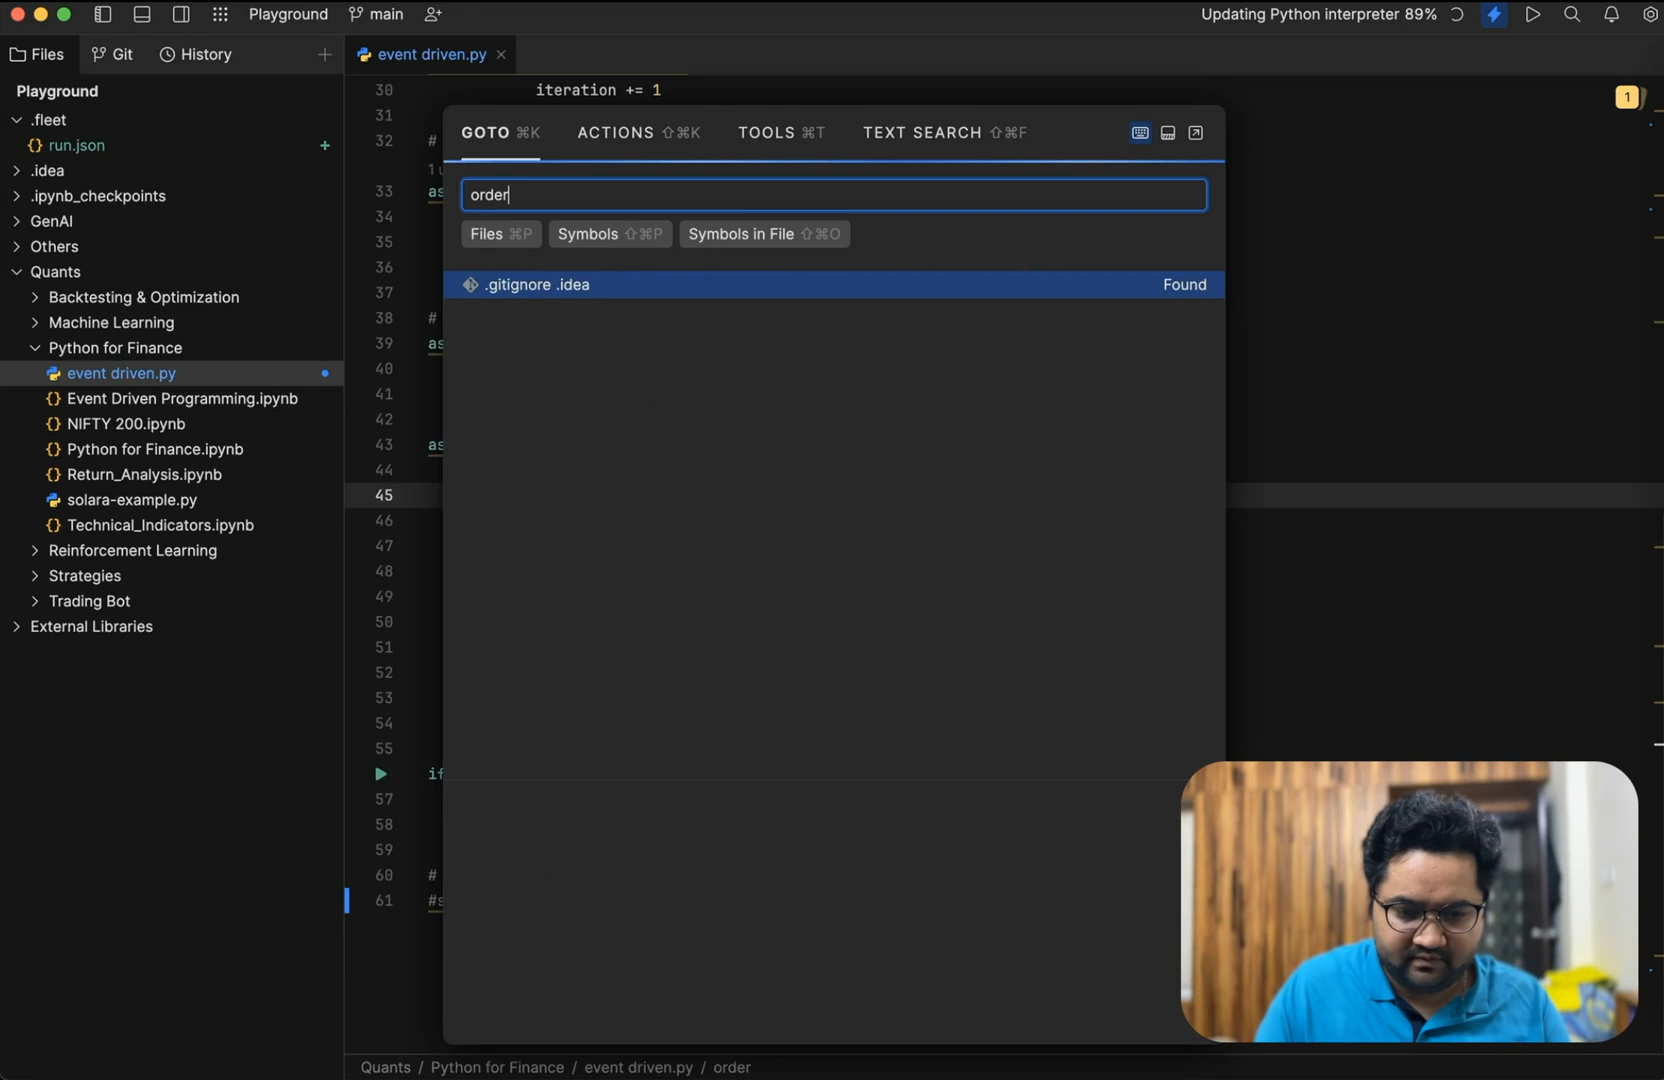 Playground
main
Updating Python interpreter 89%
Files
Git
History
event driven.py
Playground
.fleet
run.json
.idea
.ipynb_checkpoints
GenAI
Others
Quants
Backtesting & Optimization
Machine Learning
Python for Finance
event driven.py
Event Driven Programming.ipynb
NIFTY 200.ipynb
Python for Finance.ipynb
Return_Analysis.ipynb
solara-example.py
Technical_Indicators.ipynb
Reinforcement Learning
Strategies
Trading Bot
External Libraries
30 iteration += 1
1
31
32 #
1 u
33 as
34
35
36
37
38 #
39 as
40
41
42
43 as
44
45
46
47
48
49
50
51
52
53
54
55
if
57
58
59
60 #
61 #s
GOTO ⌘K ACTIONS ⇧⌘K TOOLS ⌘T TEXT SEARCH ⇧⌘F
order
Files ⌘P Symbols ⇧⌘P Symbols in File ⇧⌘O
.gitignore .idea Found
Quants / Python for Finance / event driven.py / order